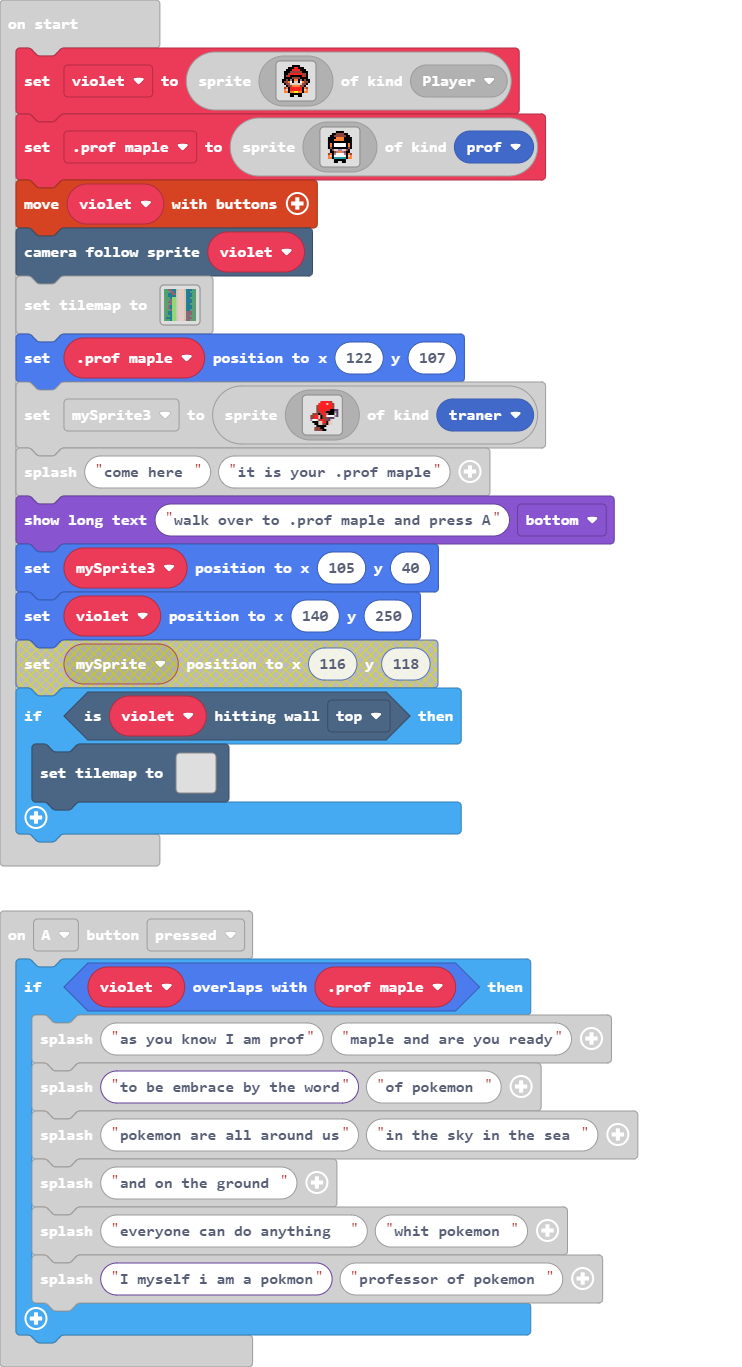 on start
set violet to sprite of kind Player
set .prof maple to sprite of kind prof
move violet with buttons
camera follow sprite violet
set tilemap to
set .prof maple position to x 122 y 107
set mySprite3 to sprite of kind traner
splash "come here " "it is your .prof maple"
show long text "walk over to .prof maple and press A" bottom
set mySprite3 position to x 105 y 40
set violet position to x 140 y 250
set mySprite position to x 116 y 118
if is violet hitting wall top then
set tilemap to
on A button pressed
if violet overlaps with .prof maple then
splash "as you know I am prof" "maple and are you ready"
splash "to be embrace by the word" "of pokemon "
splash "pokemon are all around us" "in the sky in the sea "
splash "and on the ground "
splash "everyone can do anything  " "whit pokemon "
splash "I myself i am a pokmon" "professor of pokemon "